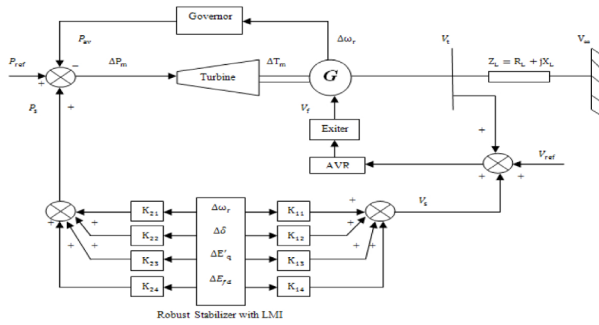 Governor
P_av
Δω_r
V_t
V_∞
P_ref
−
+
ΔP_m
Turbine
ΔT_m
G
Z_L = R_L + jX_L
P_s
+
V_f
Exiter
AVR
+
+
+
V_ref
K_21
K_22
K_23
K_24
Δω_r
Δδ
ΔE'_q
ΔE_fd
K_11
K_12
K_13
K_14
+
+
+
+
+
+
+
+
V_s
Robust Stabilizer with LMI